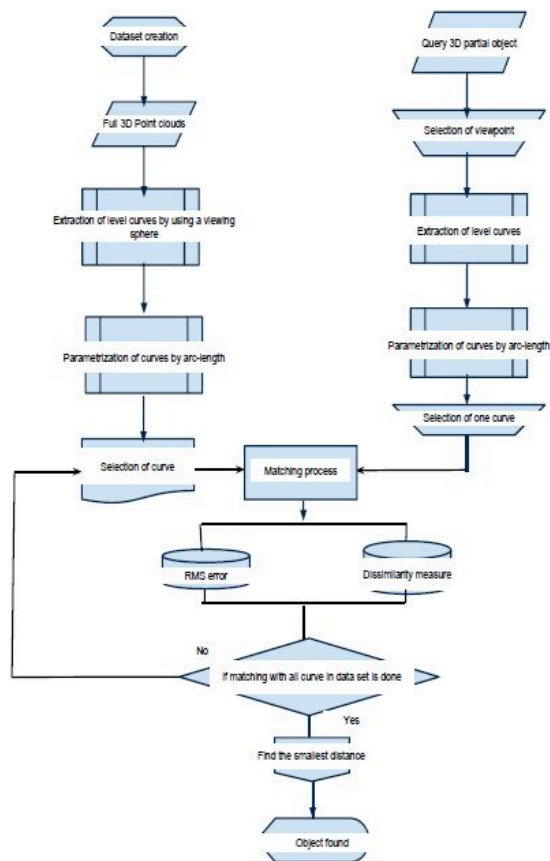 Dataset creation
Full 3D Point clouds
Extraction of level curves by using a viewing
sphere
Parametrization of curves by arc-length
Selection of curve
Query 3D partial object
Selection of viewpoint
Extraction of level curves
Parametrization of curves by arc-length
Selection of one curve
Matching process
RMS error
Dissimilarity measure
No
If matching with all curve in data set is done
Yes
Find the smallest distance
Object found